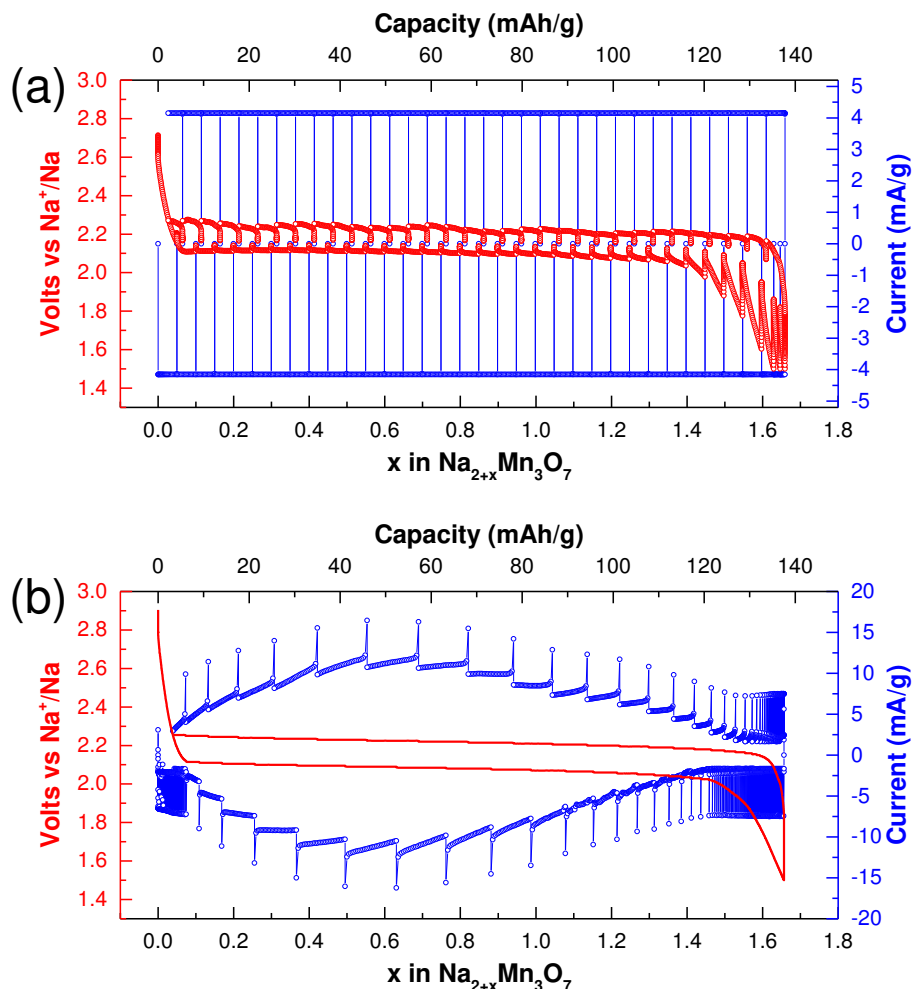 Capacity (mAh/g)
0 20 40 60 80 100 120 140
(a)
3.0
2.8
2.6
2.4
2.2
2.0
1.8
1.6
1.4
Volts vs Na⁺/Na
5
4
3
2
1
0
-1
-2
-3
-4
-5
Current (mA/g)
0.0 0.2 0.4 0.6 0.8 1.0 1.2 1.4 1.6 1.8
x in Na₂₊ₓMn₃O₇
Capacity (mAh/g)
0 20 40 60 80 100 120 140
(b)
3.0
2.8
2.6
2.4
2.2
2.0
1.8
1.6
1.4
Volts vs Na⁺/Na
20
15
10
5
0
-5
-10
-15
-20
Current (mA/g)
0.0 0.2 0.4 0.6 0.8 1.0 1.2 1.4 1.6 1.8
x in Na₂₊ₓMn₃O₇